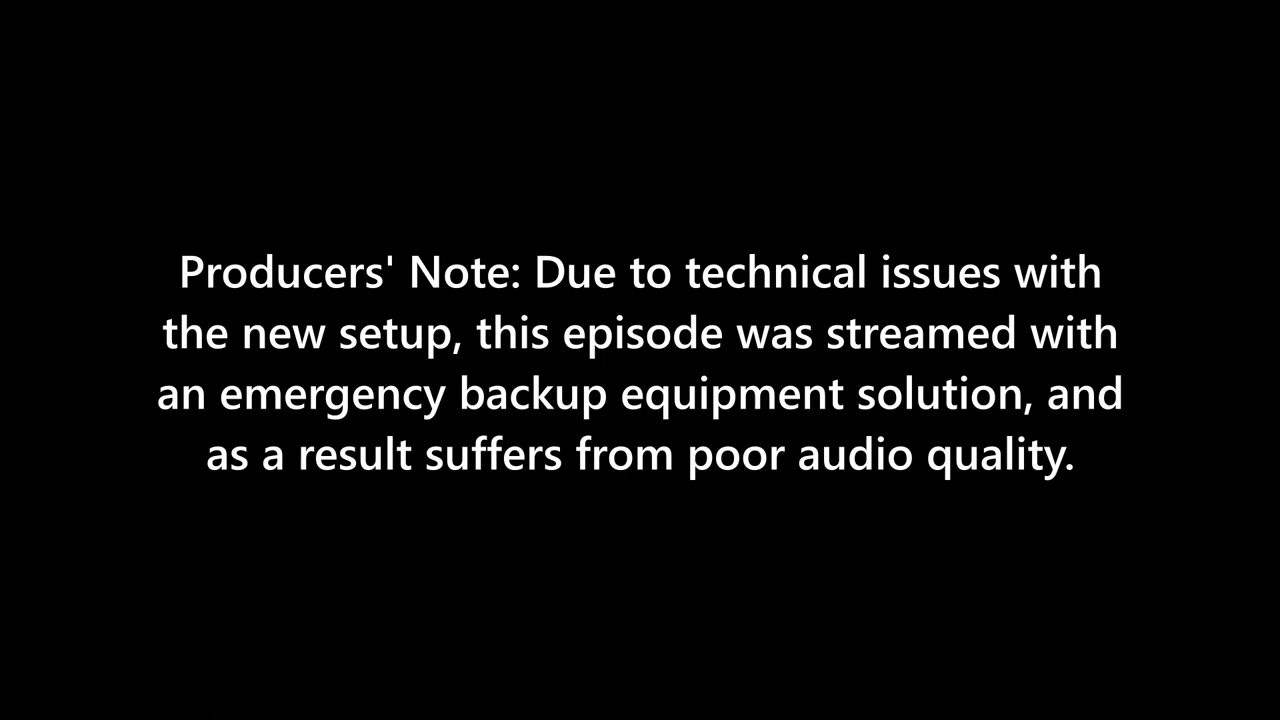 Producers' Note: Due to technical issues with
the new setup, this episode was streamed with
an emergency backup equipment solution, and
as a result suffers from poor audio quality.